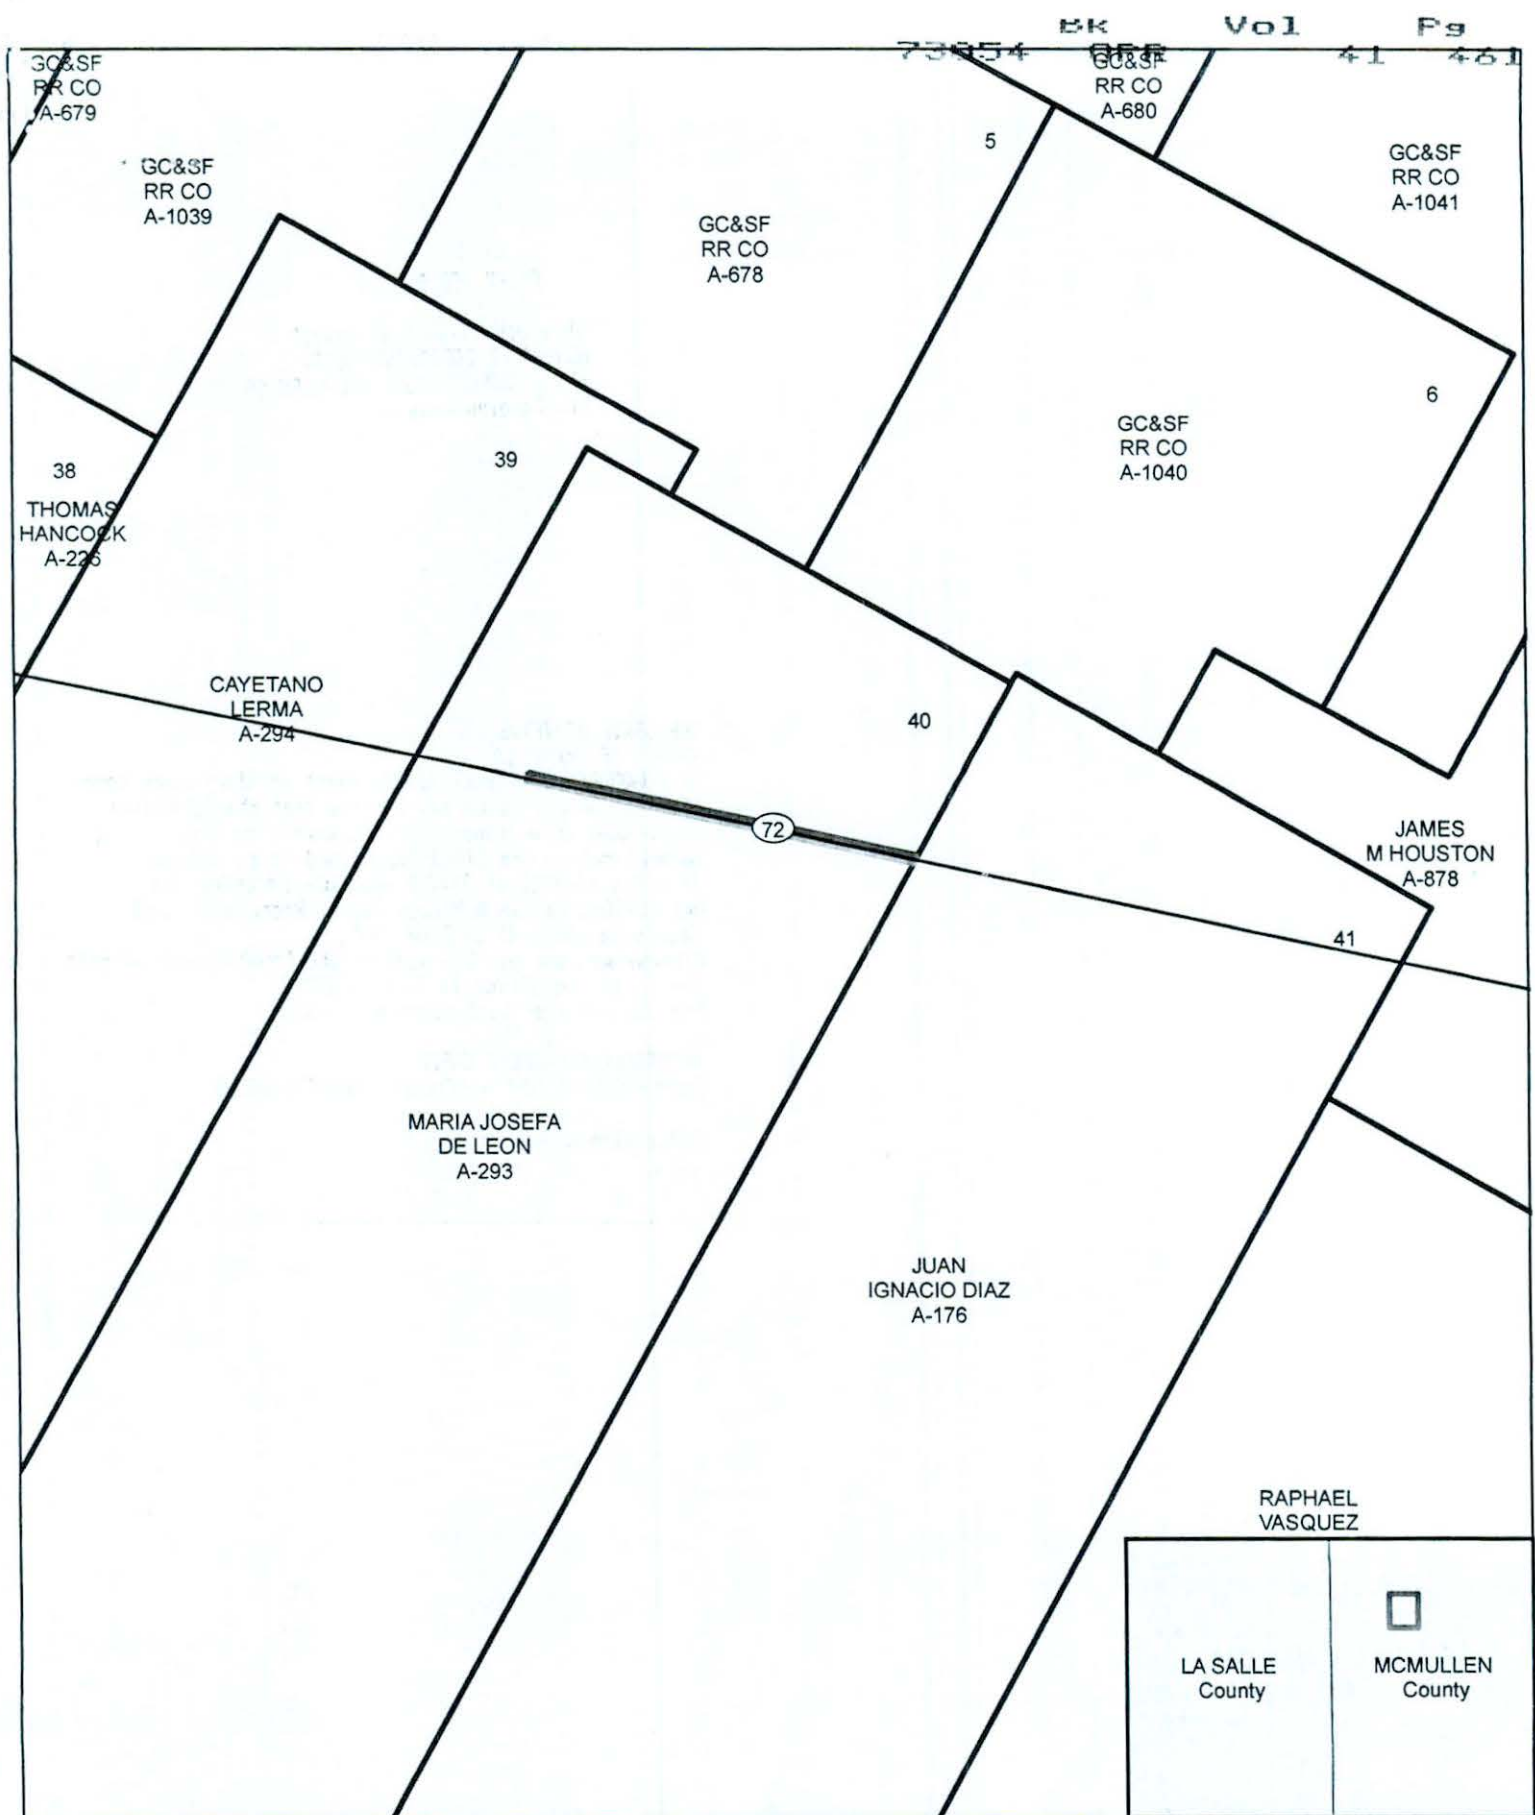 BK Vol Pg
41 461
GC&SF
RR CO
A-679
GC&SF
RR CO
A-1039
GC&SF
RR CO
A-678
5
GC&SF
RR CO
A-680
GC&SF
RR CO
A-1041
6
GC&SF
RR CO
A-1040
38
THOMAS
HANCOCK
A-226
39
CAYETANO
LERMA
A-294
40
72
JAMES
M HOUSTON
A-878
41
MARIA JOSEFA
DE LEON
A-293
JUAN
IGNACIO DIAZ
A-176
RAPHAEL
VASQUEZ
LA SALLE
County
MCMULLEN
County